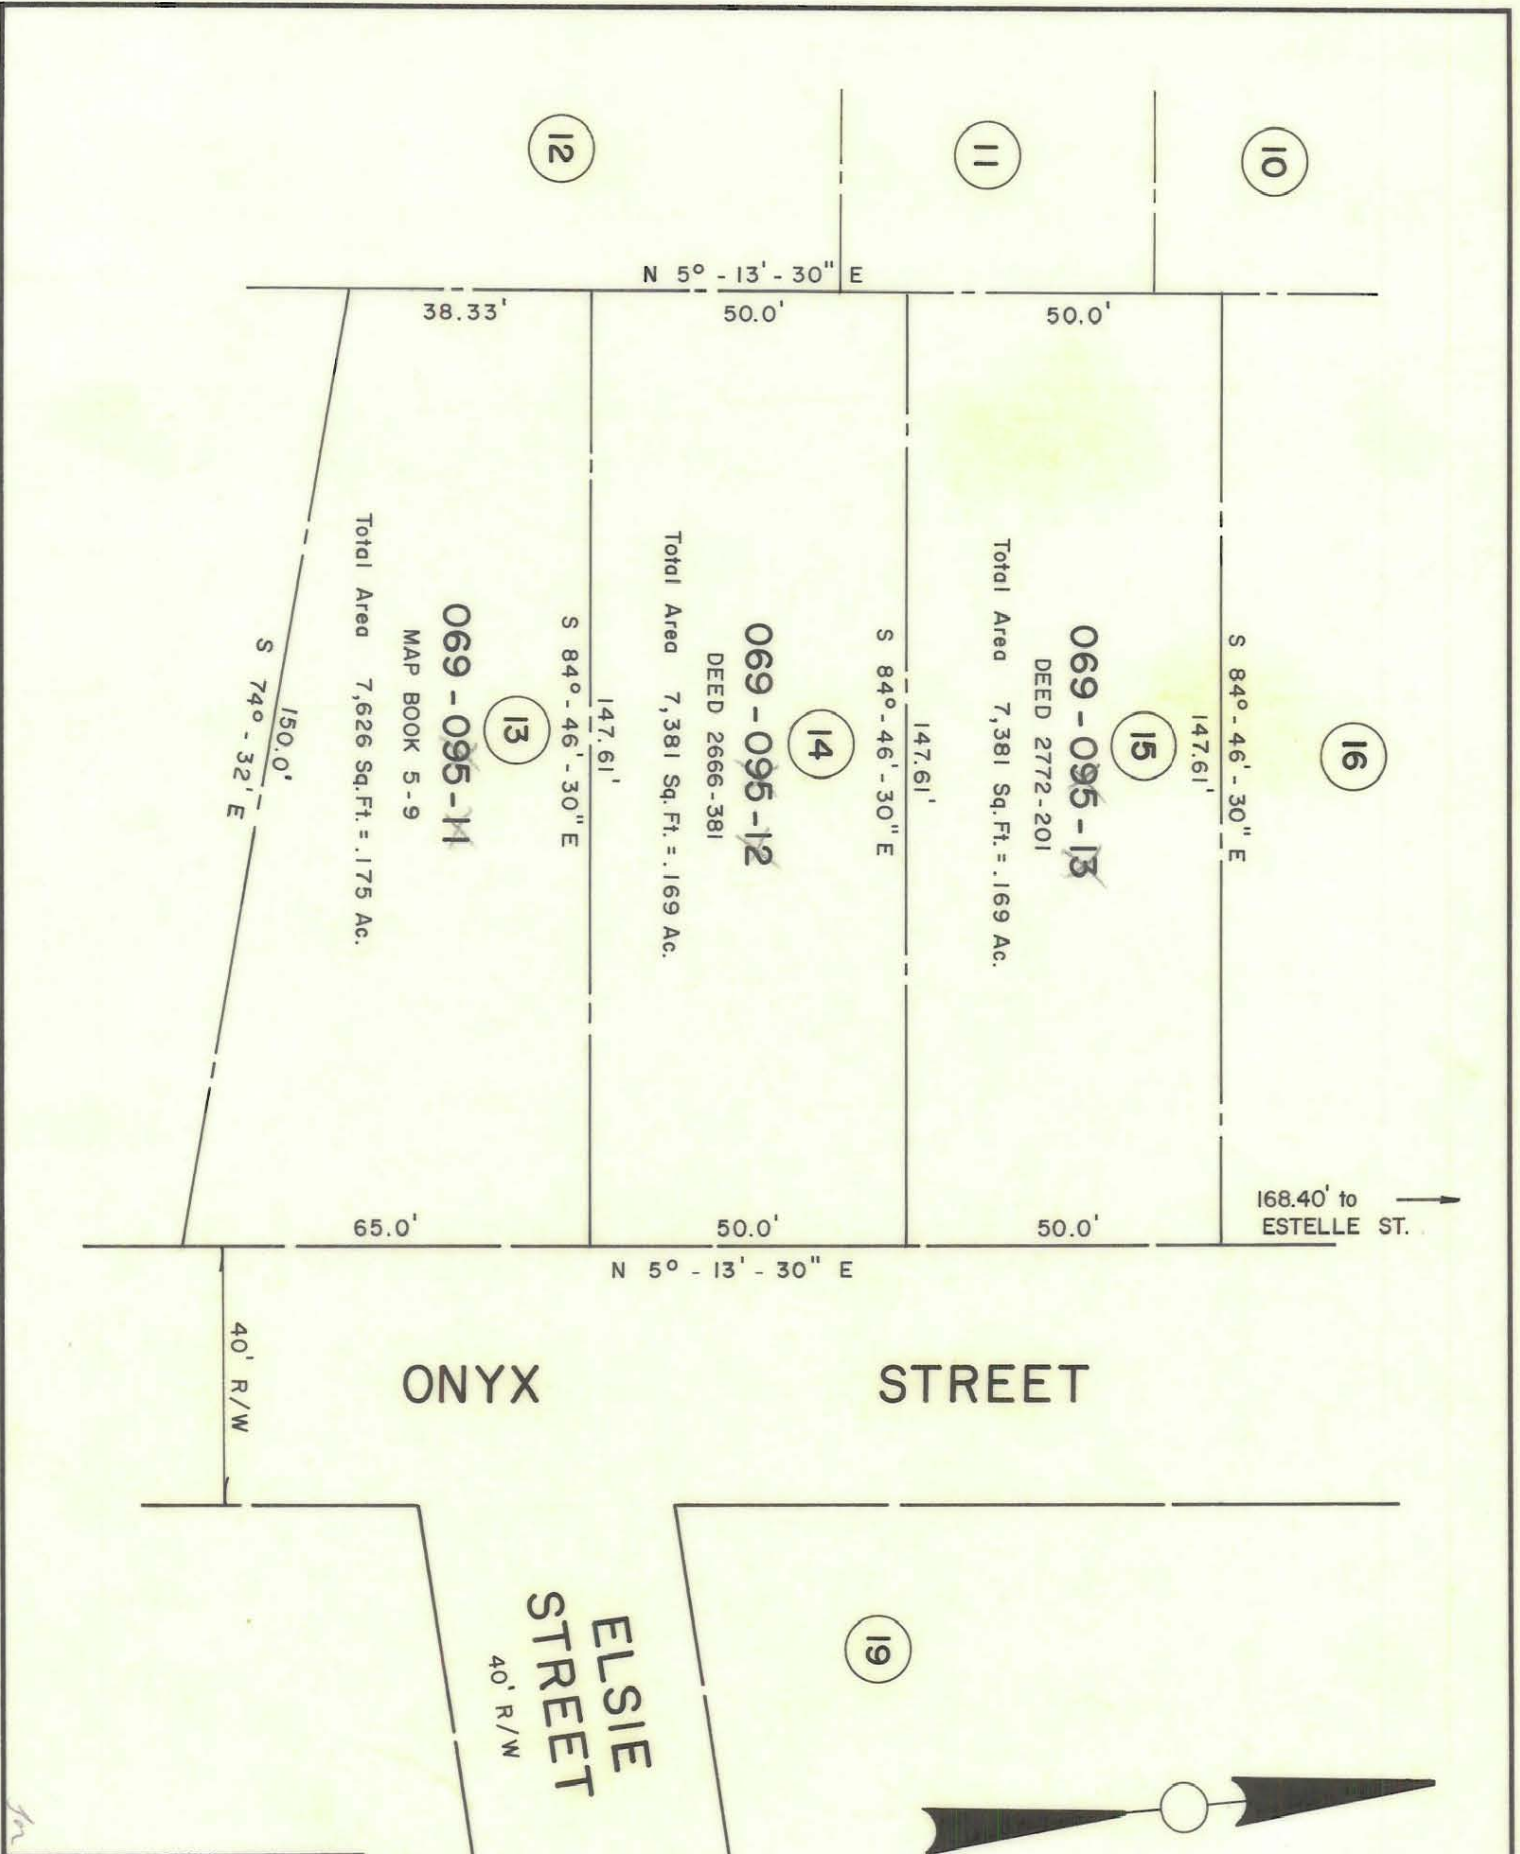 12
11
10
N 5° - 13' - 30" E
38.33'
50.0'
50.0'
16
S 84° - 46' - 30" E
147.61'
15
069 - 095 - 13
DEED 2772-201
Total Area 7,381 Sq. Ft. = .169 Ac.
S 84° - 46' - 30" E
147.61'
14
069 - 095 - 12
DEED 2666-381
Total Area 7,381 Sq. Ft. = .169 Ac.
S 84° - 46' - 30" E
147.61'
13
069 - 095 - 11
MAP BOOK 5 - 9
Total Area 7,626 Sq. Ft. = .175 Ac.
150.0'
S 74° - 32' E
168.40' to
ESTELLE ST.
65.0'
50.0'
50.0'
N 5° - 13' - 30" E
40' R/W
ONYX STREET
ELSIE
STREET
40' R/W
19